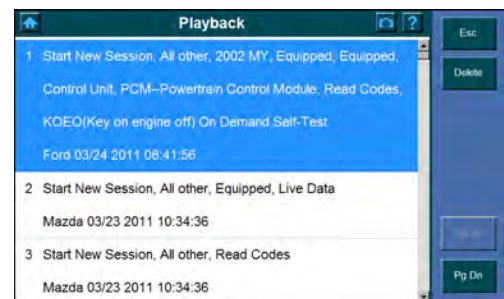 Playback
?
Esc
Delete
1 Start New Session, All other, 2002 MY, Equipped, Equipped,
Control Unit, PCM--Powertrain Control Module, Read Codes,
KOEO(Key on engine off) On Demand Self-Test
Ford 03/24 2011 08:41:56
2 Start New Session, All other, Equipped, Live Data
Mazda 03/23 2011 10:34:36
3 Start New Session, All other, Read Codes
Mazda 03/23 2011 10:34:36
Pg Dn